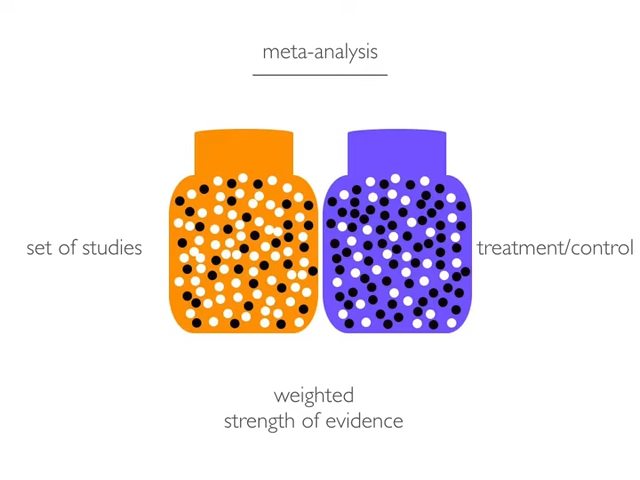 meta-analysis
set of studies
treatment/control
weighted
strength of evidence